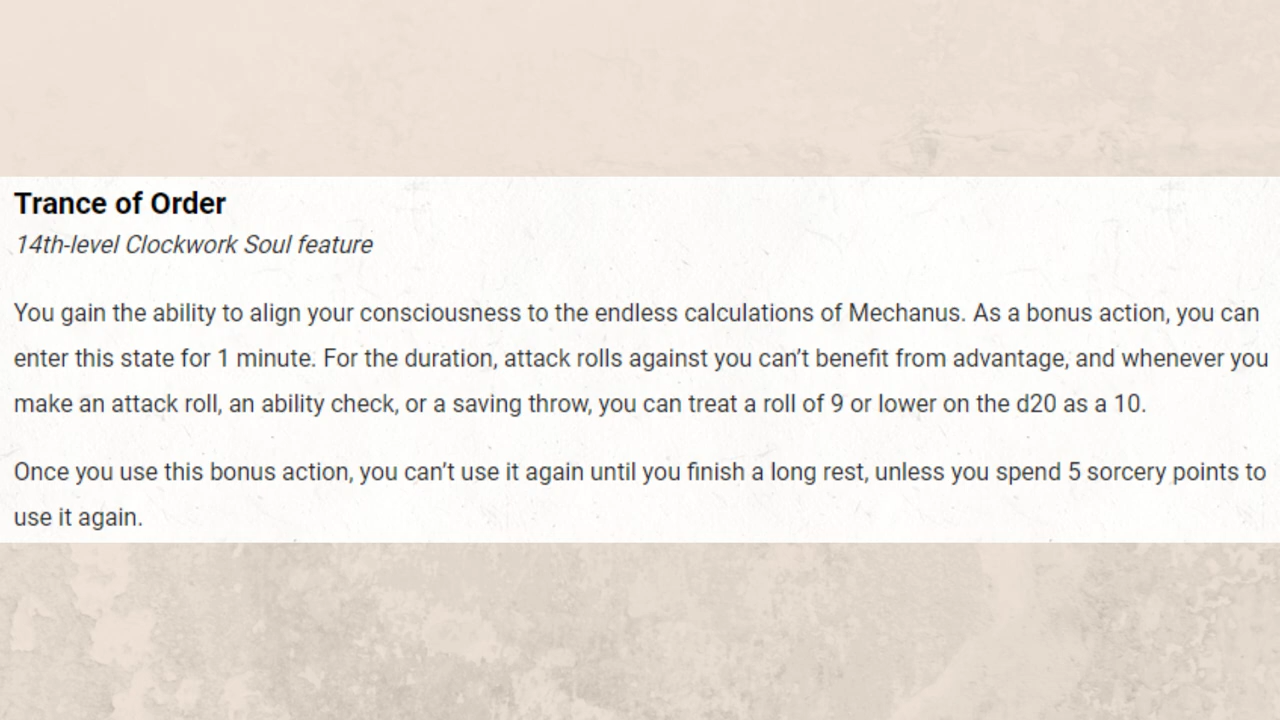 Trance of Order
14th-level Clockwork Soul feature
You gain the ability to align your consciousness to the endless calculations of Mechanus. As a bonus action, you can
enter this state for 1 minute. For the duration, attack rolls against you can’t benefit from advantage, and whenever you
make an attack roll, an ability check, or a saving throw, you can treat a roll of 9 or lower on the d20 as a 10.
Once you use this bonus action, you can’t use it again until you finish a long rest, unless you spend 5 sorcery points to
use it again.